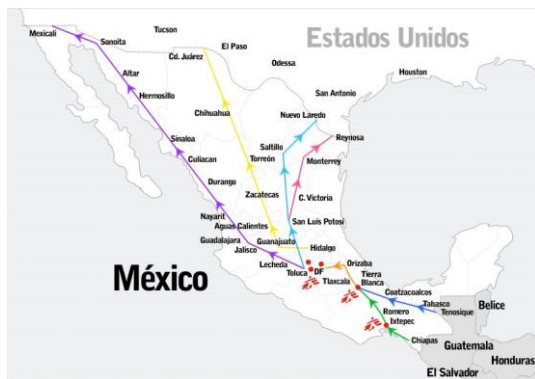 Estados Unidos
Tucson
Mexicali
Sonoita
El Paso
Cd. Juárez
Odessa
Houston
Altar
San Antonio
Hermosillo
Chihuahua
Nuevo Laredo
Reynosa
Sinaloa
Saltillo
Culiacan
Torreón
Monterrey
Durango
Zacatecas
C. Victoria
Nayarit
San Luis Potosí
Aguas Calientes
Guadalajara
Guanajuato
Hidalgo
Jalisco
Orizaba
Lecheda
Toluca
DF
Tierra
Blanca
México
Tlaxcala
Coatzacoalcos
Tabasco
Belice
Romero
Tenosique
Ixtepec
Chiapas
Guatemala
Honduras
El Salvador